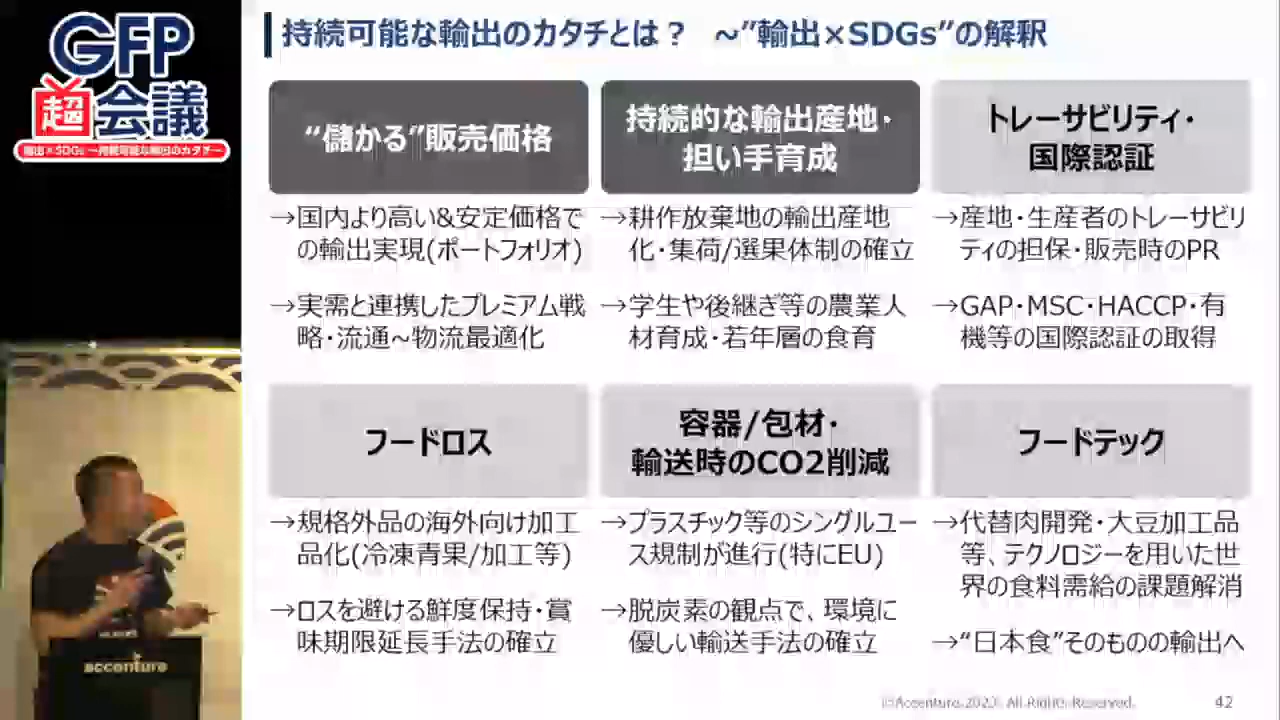 GFP
超会議
輸出×SDGs ～持続可能な輸出のカタチ～
持続可能な輸出のカタチとは？ ～”輸出×SDGs”の解釈
“儲かる”販売価格
→国内より高い&安定価格で
の輸出実現(ポートフォリオ)
→実需と連携したプレミアム戦
略・流通~物流最適化
持続的な輸出産地・
担い手育成
→耕作放棄地の輸出産地
化・集荷/選果体制の確立
→学生や後継ぎ等の農業人
材育成・若年層の食育
トレーサビリティ・
国際認証
→産地・生産者のトレーサビリ
ティの担保・販売時のPR
→GAP・MSC・HACCP・有
機等の国際認証の取得
フードロス
→規格外品の海外向け加工
品化(冷凍青果/加工等)
→ロスを避ける鮮度保持・賞
味期限延長手法の確立
容器/包材・
輸送時のCO2削減
→プラスチック等のシングルユー
ス規制が進行(特にEU)
→脱炭素の観点で、環境に
優しい輸送手法の確立
フードテック
→代替肉開発・大豆加工品
等、テクノロジーを用いた世
界の食料需給の課題解消
→“日本食”そのものの輸出へ
accenture
All Rights Reserved.
42